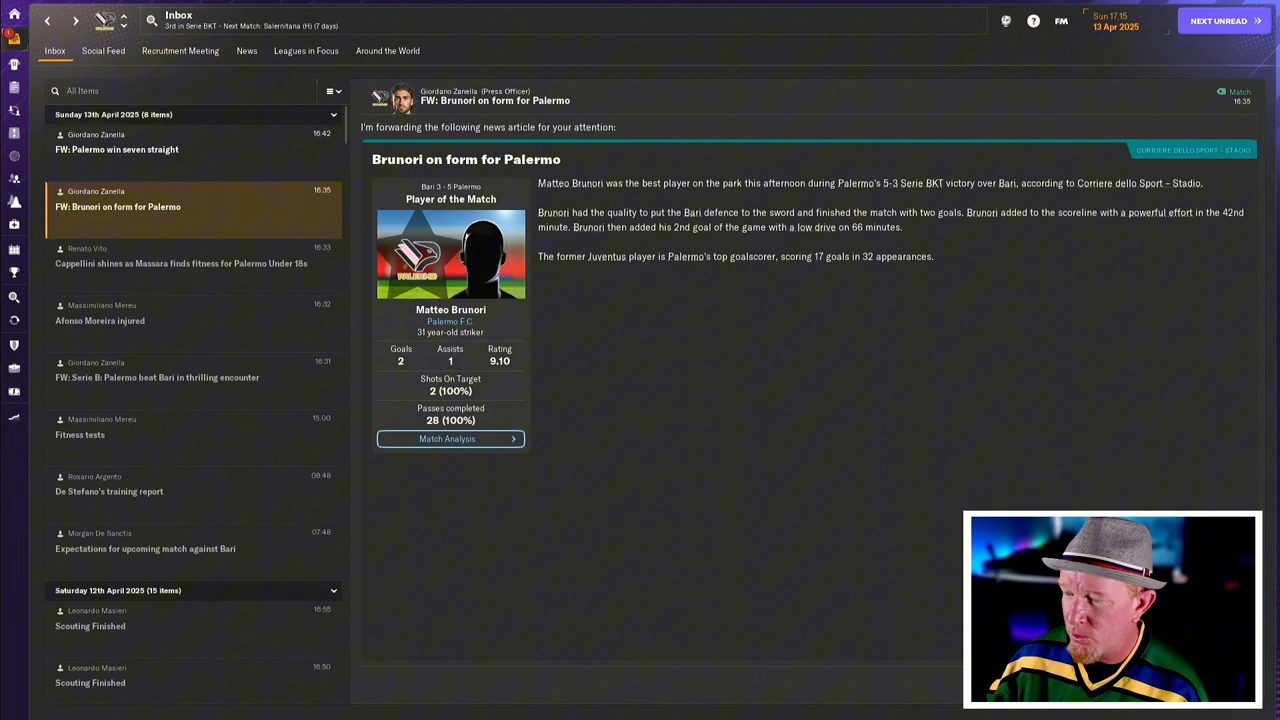 Inbox
3rd in Serie BKT - Next Match: Salernitana (H) (7 days)
FM
Sun 17:15
13 Apr 2025
NEXT UNREAD
1
Inbox
Social Feed
Recruitment Meeting
News
Leagues in Focus
Around the World
All Items
Sunday 13th April 2025 (8 items)
Giordano Zanella 16:42
FW: Palermo win seven straight
Giordano Zanella 16:35
FW: Brunori on form for Palermo
Renato Vito 16:33
Cappellini shines as Massara finds fitness for Palermo Under 18s
Massimiliano Mereu 16:32
Afonso Moreira injured
Giordano Zanella 16:31
FW: Serie B: Palermo beat Bari in thrilling encounter
Massimiliano Mereu 15:00
Fitness tests
Rosario Argento 08:48
De Stefano's training report
Morgan De Sanctis 07:48
Expectations for upcoming match against Bari
Saturday 12th April 2025 (15 items)
Leonardo Masieri 16:55
Scouting Finished
Leonardo Masieri 16:50
Scouting Finished
Giordano Zanella (Press Officer)
FW: Brunori on form for Palermo
Match
16:35
I'm forwarding the following news article for your attention:
CORRIERE DELLO SPORT - STADIO
Brunori on form for Palermo
Bari 3 - 5 Palermo
Player of the Match
PALERMO
Matteo Brunori
Palermo F.C.
31 year-old striker
Goals Assists Rating
2 1 9.10
Shots On Target
2 (100%)
Passes completed
28 (100%)
Match Analysis
Matteo Brunori was the best player on the park this afternoon during Palermo's 5-3 Serie BKT victory over Bari, according to Corriere dello Sport - Stadio.
Brunori had the quality to put the Bari defence to the sword and finished the match with two goals. Brunori added to the scoreline with a powerful effort in the 42nd
minute. Brunori then added his 2nd goal of the game with a low drive on 66 minutes.
The former Juventus player is Palermo's top goalscorer, scoring 17 goals in 32 appearances.